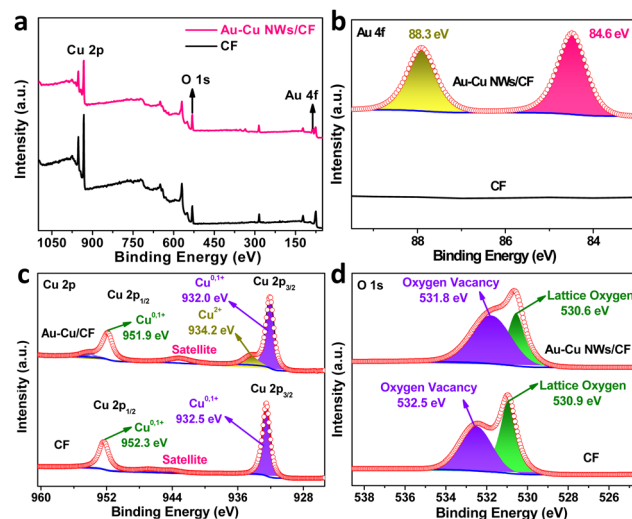 a
Au-Cu NWs/CF
CF
Cu 2p
O 1s
Au 4f
Intensity (a.u.)
1050 900 750 600 450 300 150
Binding Energy (eV)
b
Au 4f
88.3 eV
84.6 eV
Au-Cu NWs/CF
CF
Intensity (a.u.)
88 86 84
Binding Energy (eV)
c
Cu 2p
Cu 2p1/2
Cu0,1+
951.9 eV
Cu0,1+
932.0 eV
Cu2+
934.2 eV
Cu 2p3/2
Au-Cu/CF
Satellite
Cu 2p1/2
Cu0,1+
952.3 eV
Cu0,1+
932.5 eV
Cu 2p3/2
CF
Satellite
Intensity (a.u.)
960 952 944 936 928
Binding Energy (eV)
d
O 1s
Oxygen Vacancy
531.8 eV
Lattice Oxygen
530.6 eV
Au-Cu NWs/CF
Oxygen Vacancy
532.5 eV
Lattice Oxygen
530.9 eV
CF
Intensity (a.u.)
538 536 534 532 530 528 526 524
Binding Energy (eV)